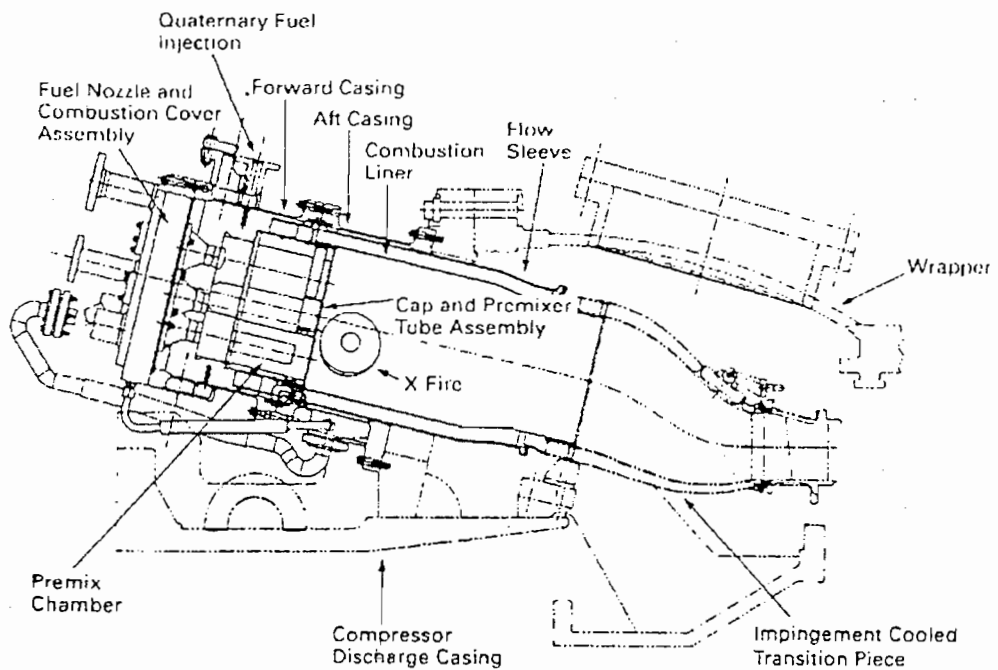 Quaternary Fuel
Injection
Fuel Nozzle and
Combustion Cover
Assembly
Forward Casing
Aft Casing
Combustion
Liner
Flow
Sleeve
Wrapper
Cap and Premixer
Tube Assembly
X Fire
Premix
Chamber
Compressor
Discharge Casing
Impingement Cooled
Transition Piece